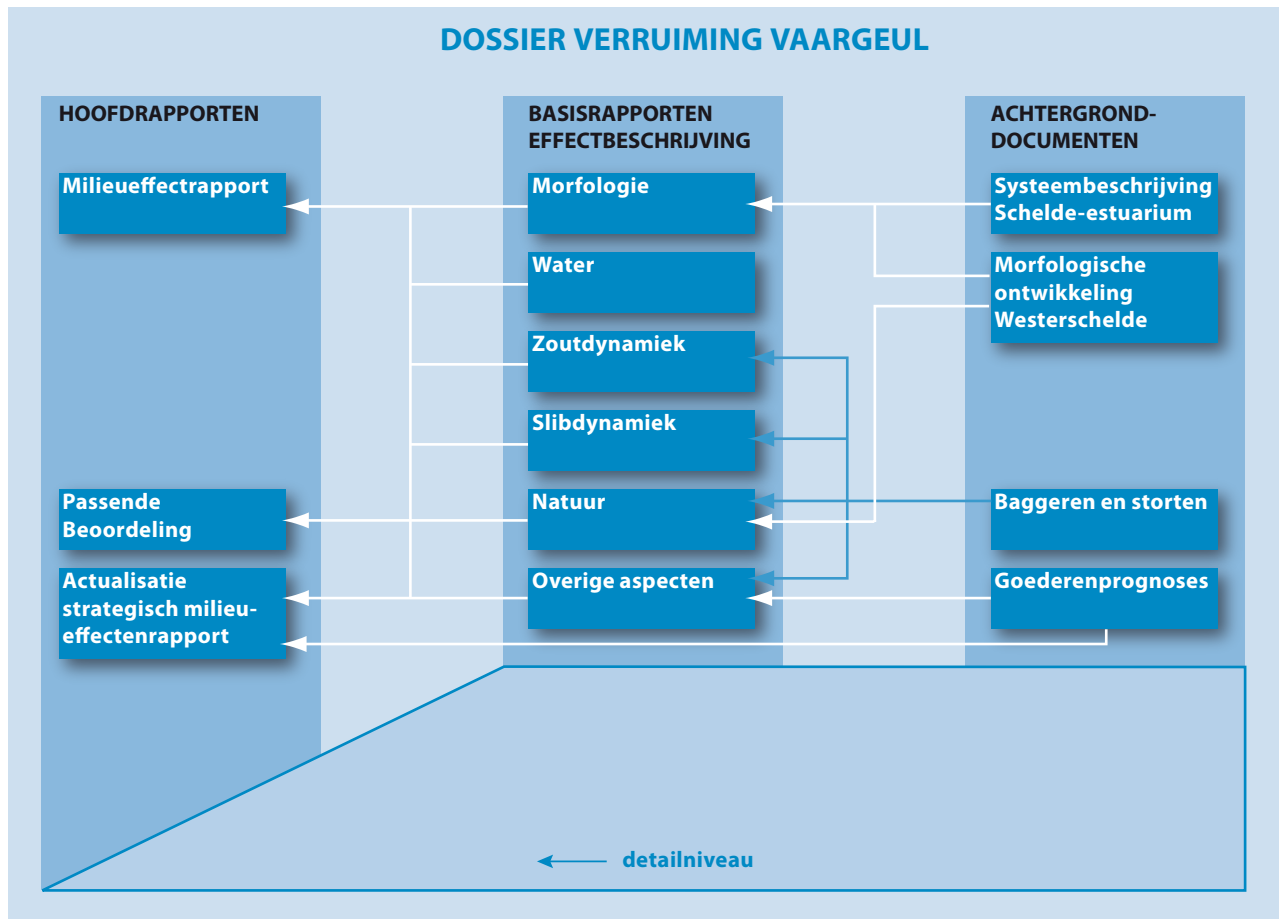 DOSSIER VERRUIMING VAARGEUL
HOOFDRAPPORTEN
Milieueffectrapport
Passende
Beoordeling
Actualisatie
strategisch milieu-
effectenrapport
BASISRAPPORTEN
EFFECTBESCHRIJVING
Morfologie
Water
Zoutdynamiek
Slibdynamiek
Natuur
Overige aspecten
ACHTERGROND-
DOCUMENTEN
Systeembeschrijving
Schelde-estuarium
Morfologische
ontwikkeling
Westerschelde
Baggeren en storten
Goederenprognoses
detailniveau